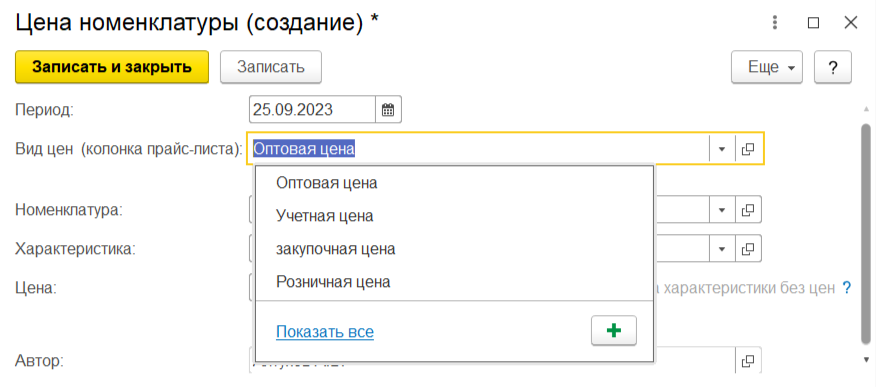 Цена номенклатуры (создание) *
Записать и закрыть Записать Еще ?
Период: 25.09.2023
Вид цен (колонка прайс-листа): Оптовая цена
Оптовая цена
Номенклатура:
Учетная цена
Характеристика:
закупочная цена
Цена:
Розничная цена
характеристики без цен ?
Показать все
Автор: